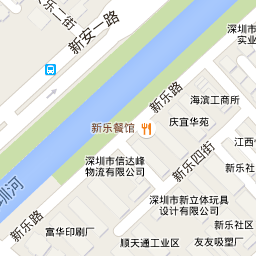 乐二街
新安一路
深圳市
实
新乐路
海滨工商所
新乐餐馆
庆宜华苑
江西
深圳市信达峰
物流有限公司
新乐四街
新乐社
圳河
深圳市新立体玩具
设计有限公司
新乐路
新乐社区
富华印刷厂
顺天通工业区
友友吸塑厂